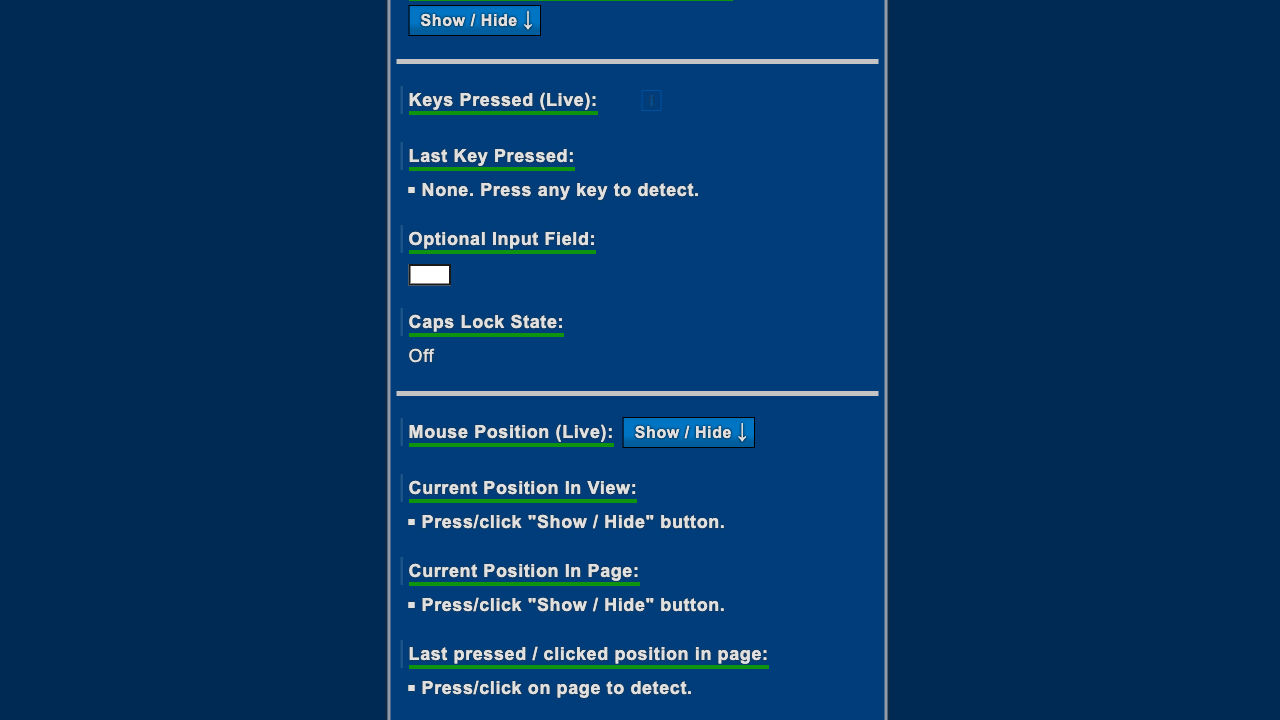 Show / Hide ↓
Keys Pressed (Live): i
Last Key Pressed:
▪ None. Press any key to detect.
Optional Input Field:
Caps Lock State:
Off
Mouse Position (Live): Show / Hide ↓
Current Position In View:
▪ Press/click "Show / Hide" button.
Current Position In Page:
▪ Press/click "Show / Hide" button.
Last pressed / clicked position in page:
▪ Press/click on page to detect.